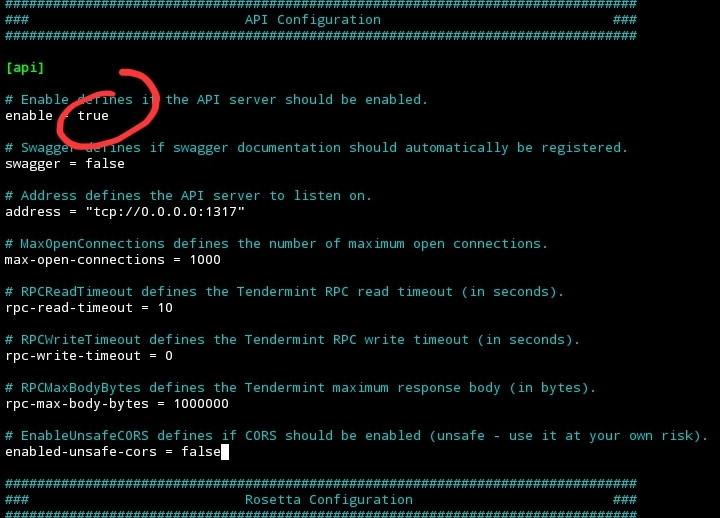 ###############################################################################
### API Configuration ###
###############################################################################
[api]
# Enable defines if the API server should be enabled.
enable = true
# Swagger defines if swagger documentation should automatically be registered.
swagger = false
# Address defines the API server to listen on.
address = "tcp://0.0.0.0:1317"
# MaxOpenConnections defines the number of maximum open connections.
max-open-connections = 1000
# RPCReadTimeout defines the Tendermint RPC read timeout (in seconds).
rpc-read-timeout = 10
# RPCWriteTimeout defines the Tendermint RPC write timeout (in seconds).
rpc-write-timeout = 0
# RPCMaxBodyBytes defines the Tendermint maximum response body (in bytes).
rpc-max-body-bytes = 1000000
# EnableUnsafeCORS defines if CORS should be enabled (unsafe - use it at your own risk).
enabled-unsafe-cors = false
###############################################################################
### Rosetta Configuration ###
###############################################################################